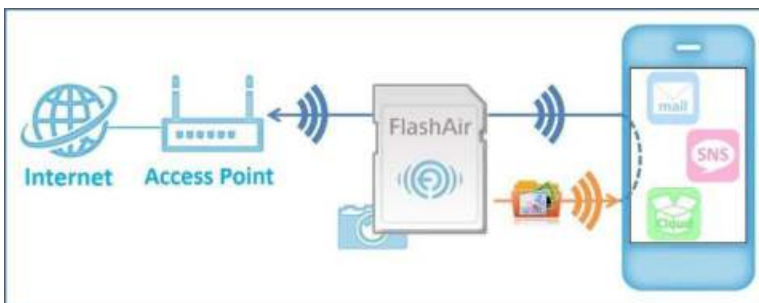 FlashAir
mail
SNS
Cloud
Internet
Access Point